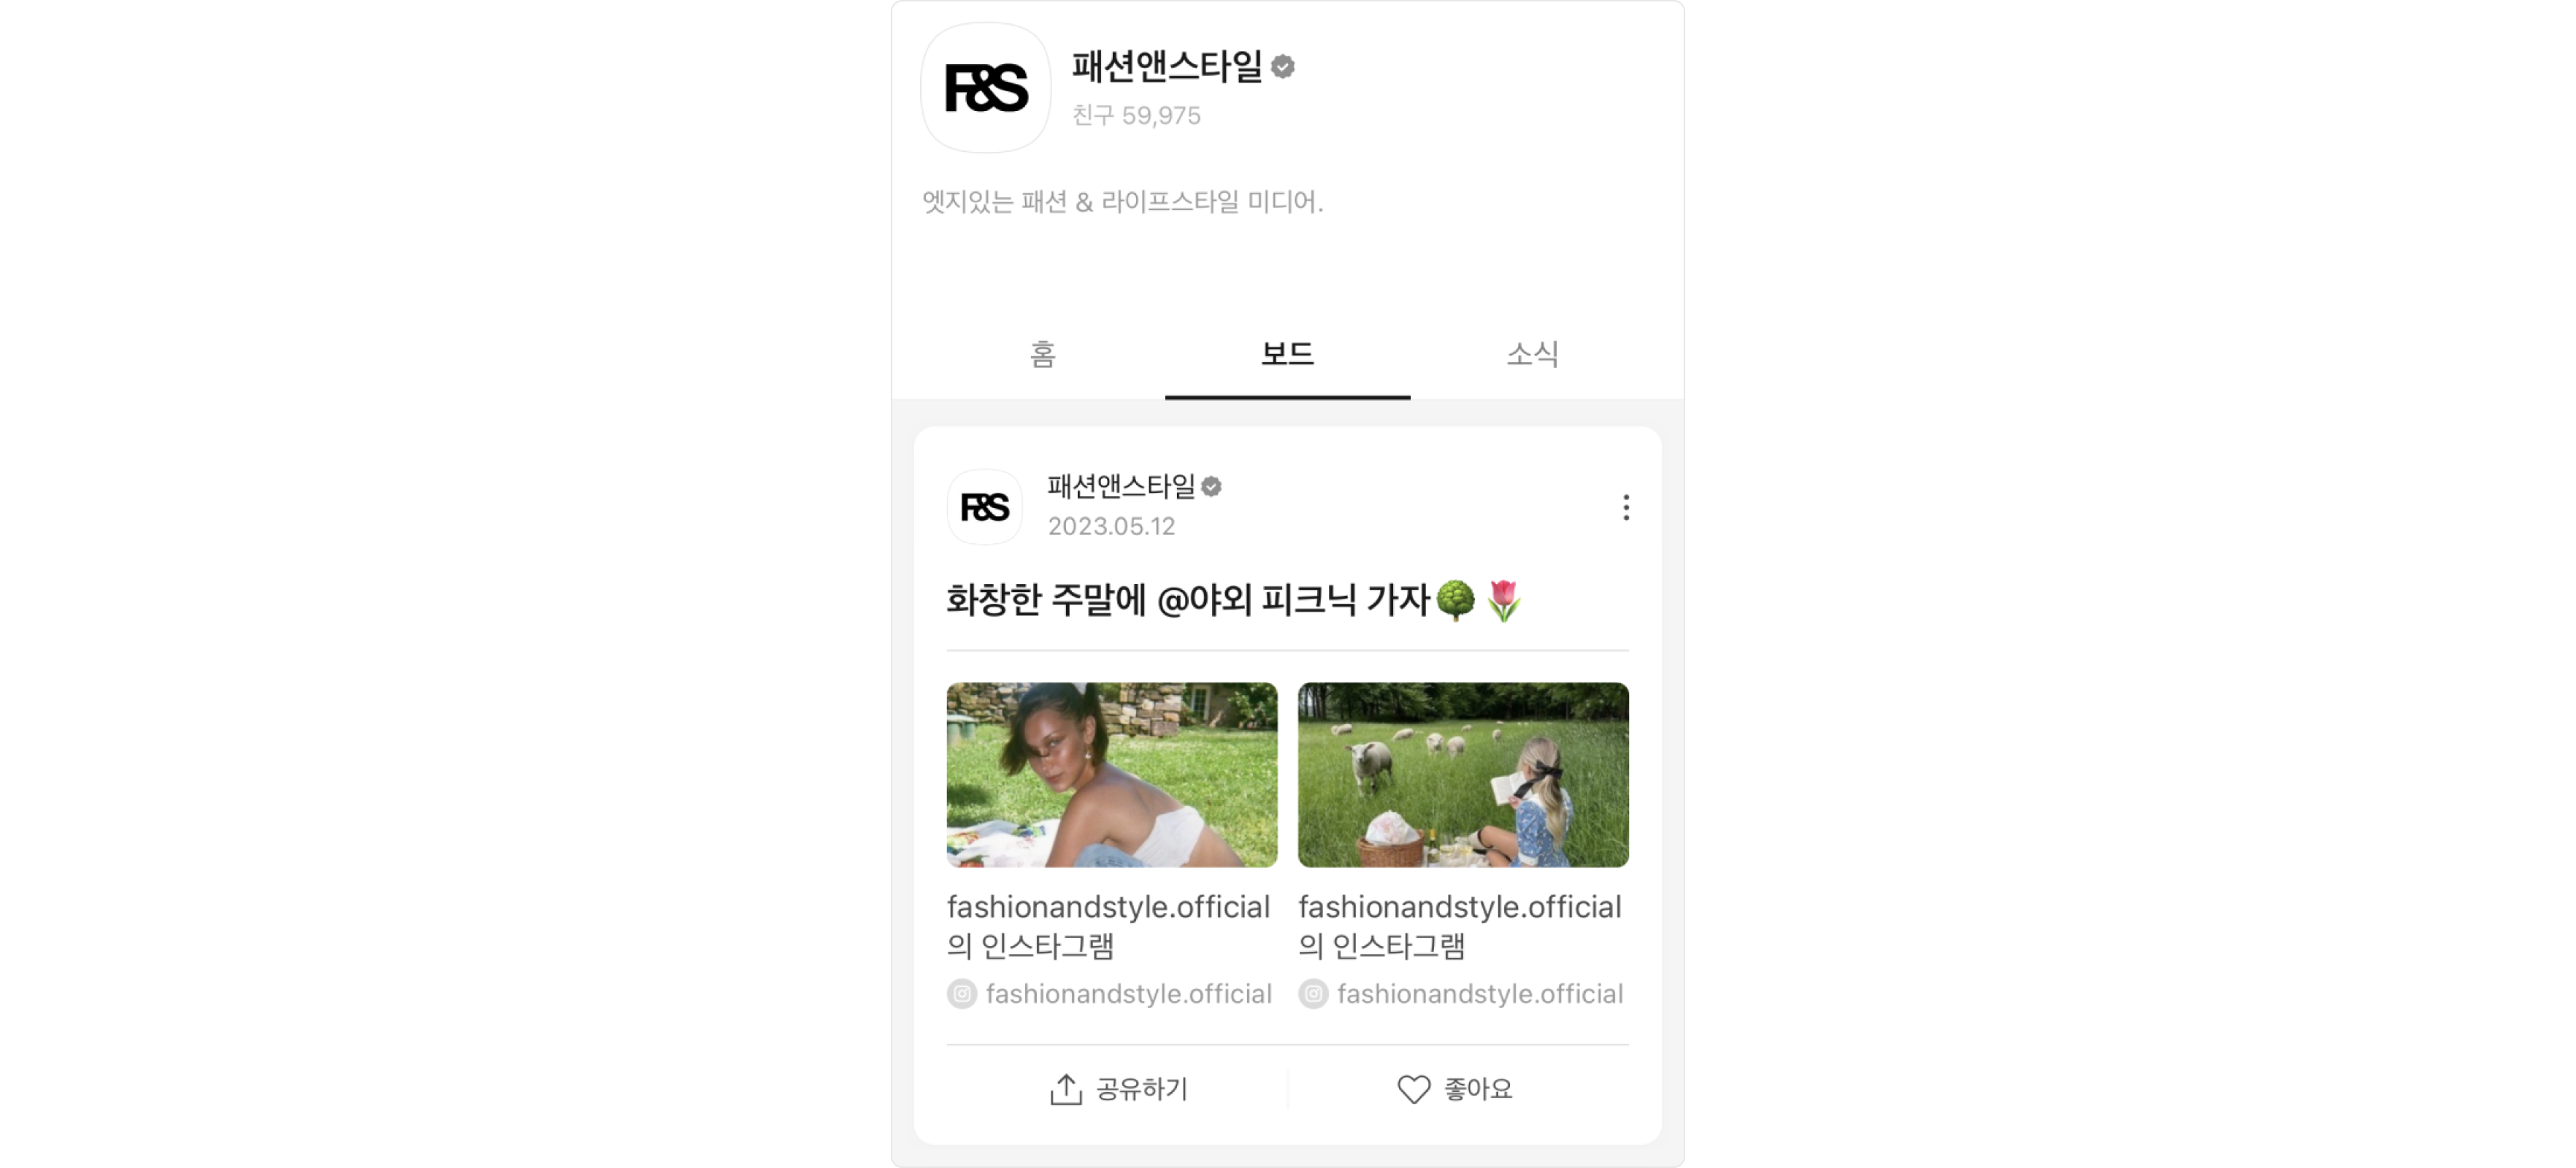 F&S
패션앤스타일
친구 59,975
엣지있는 패션 & 라이프스타일 미디어.
홈 보드 소식
F&S
패션앤스타일
2023.05.12
화창한 주말에 @야외 피크닉 가자🌳🌷
fashionandstyle.official
의 인스타그램
fashionandstyle.official
fashionandstyle.official
의 인스타그램
fashionandstyle.official
공유하기 좋아요